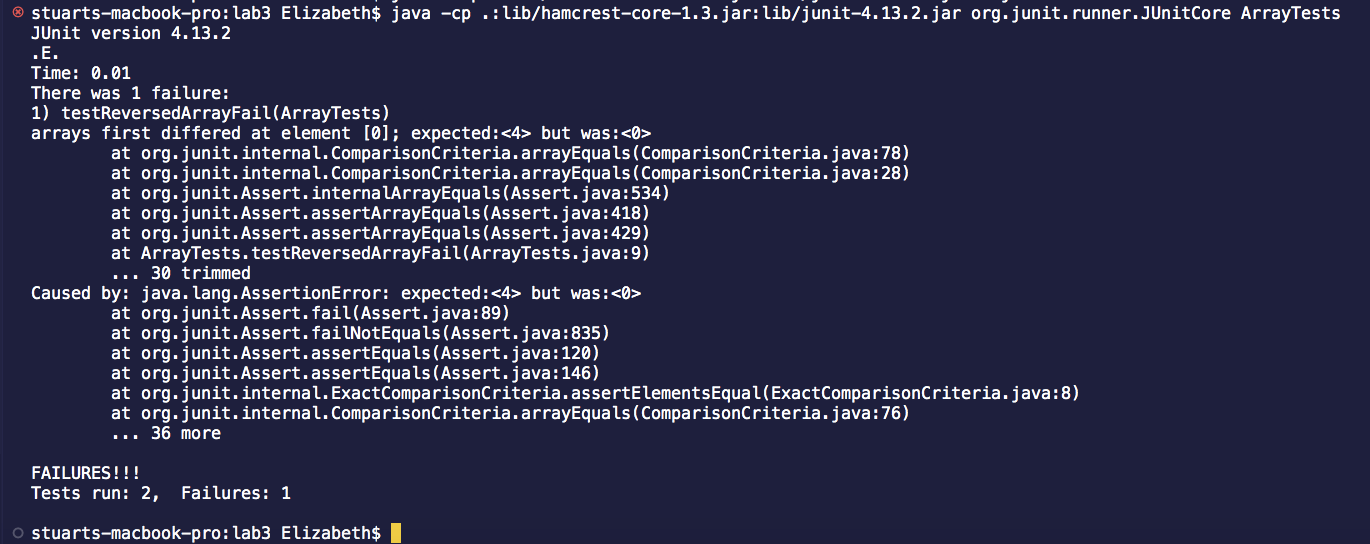 stuarts-macbook-pro:lab3 Elizabeth$ java -cp .:lib/hamcrest-core-1.3.jar:lib/junit-4.13.2.jar org.junit.runner.JUnitCore ArrayTests
JUnit version 4.13.2
.E.
Time: 0.01
There was 1 failure:
1) testReversedArrayFail(ArrayTests)
arrays first differed at element [0]; expected:<4> but was:<0>
        at org.junit.internal.ComparisonCriteria.arrayEquals(ComparisonCriteria.java:78)
        at org.junit.internal.ComparisonCriteria.arrayEquals(ComparisonCriteria.java:28)
        at org.junit.Assert.internalArrayEquals(Assert.java:534)
        at org.junit.Assert.assertArrayEquals(Assert.java:418)
        at org.junit.Assert.assertArrayEquals(Assert.java:429)
        at ArrayTests.testReversedArrayFail(ArrayTests.java:9)
        ... 30 trimmed
Caused by: java.lang.AssertionError: expected:<4> but was:<0>
        at org.junit.Assert.fail(Assert.java:89)
        at org.junit.Assert.failNotEquals(Assert.java:835)
        at org.junit.Assert.assertEquals(Assert.java:120)
        at org.junit.Assert.assertEquals(Assert.java:146)
        at org.junit.internal.ExactComparisonCriteria.assertElementsEqual(ExactComparisonCriteria.java:8)
        at org.junit.internal.ComparisonCriteria.arrayEquals(ComparisonCriteria.java:76)
        ... 36 more

FAILURES!!!
Tests run: 2,  Failures: 1

stuarts-macbook-pro:lab3 Elizabeth$